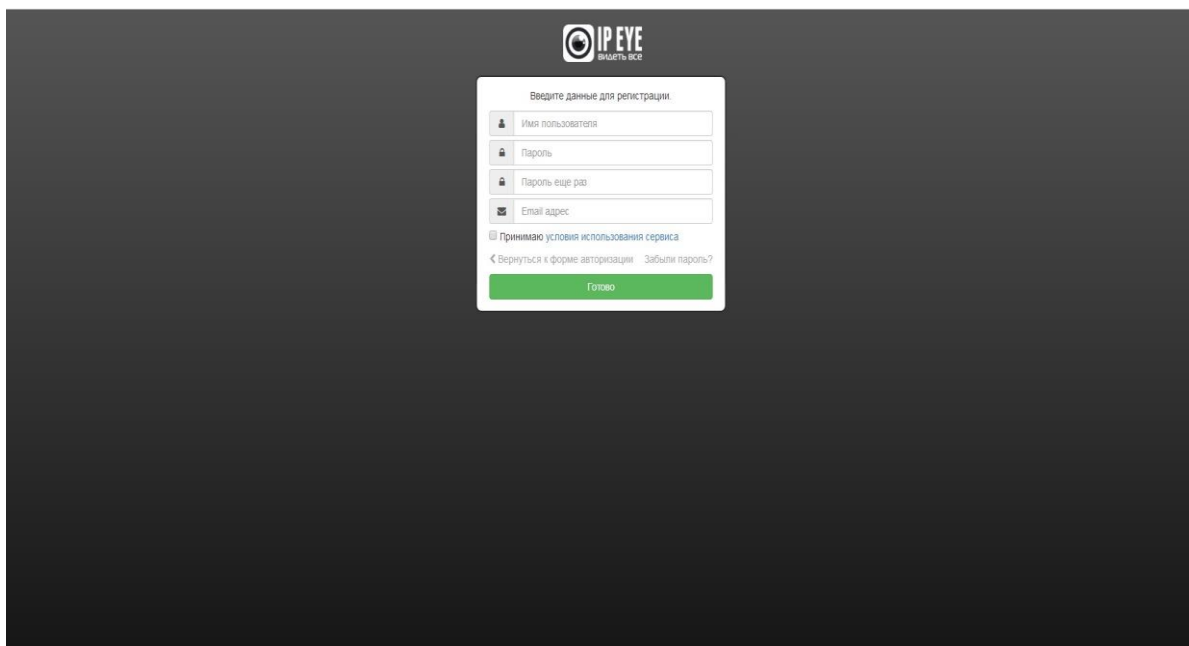 IP EYE
видеть все
Введите данные для регистрации.
Имя пользователя
Пароль
Пароль еще раз
Email адрес
Принимаю условия использования сервиса
Вернуться к форме авторизации Забыли пароль?
Готово